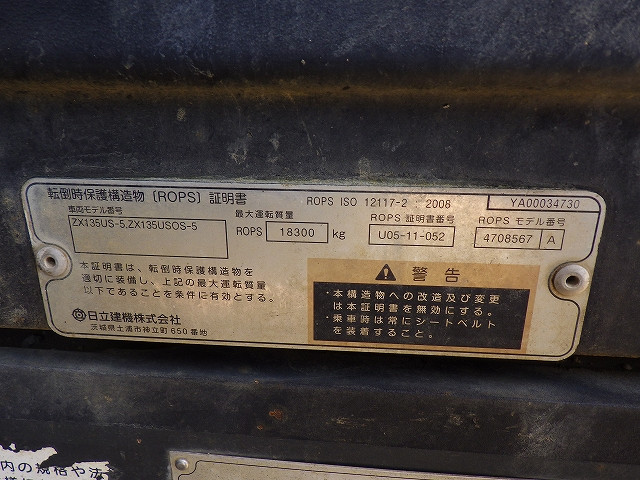 転倒時保護構造物〔ROPS〕証明書
ROPS ISO 12117-2 : 2008
YA00034730
車両モデル番号
ZX135US-5,ZX135USOS-5
最大運転質量
ROPS 18300 kg
ROPS 証明書番号
U05-11-052
ROPS モデル番号
4708567 A
本証明書は、転倒時保護構造物を
適切に装備し、上記の最大運転質量
以下であることを条件に有効とする。
日立建機株式会社
茨城県土浦市神立町 650 番地
警告
・本構造物への改造及び変更
は本証明書を無効にする。
・乗車時は常にシートベルト
を装着すること。
内の規格や法